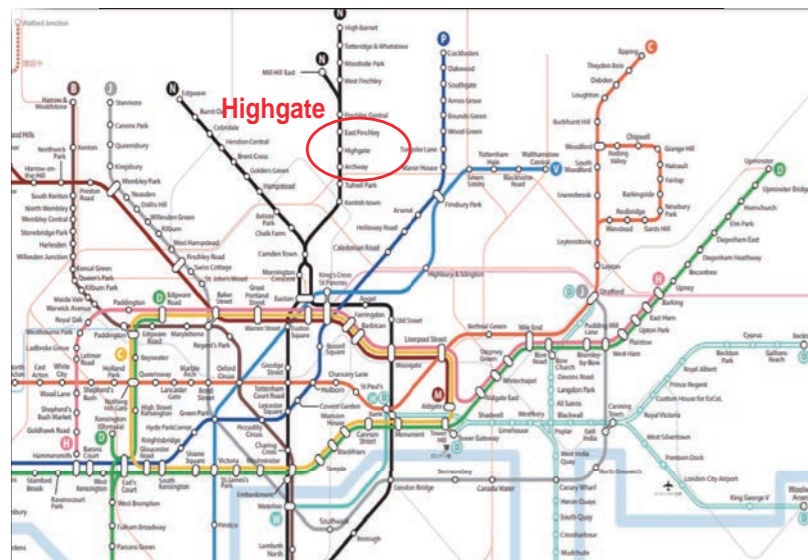 Watford Junction
High Barnet
Totteridge & Whetstone
Woodside Park
Mill Hill East
West Finchley
Finchley Central
Highgate
East Finchley
Highgate
Archway
Tufnell Park
Kentish town
N
N
N
P
C
B
J
Cockfosters
Oakwood
Southgate
Arnos Grove
Bounds Green
Wood Green
Turnpike Lane
Manor House
Epping
Theydon Bois
Debden
Loughton
Buckhurst Hill
Woodford
South
Woodford
Snaresbrook
Leytonstone
Leyton
Stratford
Chigwell
Roding
Valley
Grange Hill
Hainault
Fairlop
Barkingside
Newbury
Park
Gants Hill
Redbridge
Wanstead
Upminster
Upminster Bridge
Hornchurch
Elm Park
Dagenham East
Dagenham Heathway
Becontree
Upney
Barking
East Ham
Upton Park
Plaistow
West Ham
Harrow &
Wealdstone
Kenton
Northwick
Park
Harrow-on-
the-Hill
South Kenton
North Wembley
Wembley Central
Stonebridge Park
Harlesden
Willesden Junction
Kensal Green
Queen's Park
Kilburn Park
Maida Vale
Warwick Avenue
Royal Oak
Westbourne Park
Ladbroke Grove
Latimer
Road
Preston
Road
Stanmore
Canons Park
Queensbury
Kingsbury
Wembley Park
Neasden
Dollis Hill
Willesden Green
Kilburn
West Hampstead
Finchley Road
Swiss Cottage
St. John's Wood
Edgware
Burnt Oak
Colindale
Hendon Central
Brent Cross
Golders Green
Hampstead
Belsize
Park
Chalk Farm
Camden Town
Mornington
Crescent
Euston
King's Cross
St Pancras
Angel
Old Street
Arsenal
Holloway Road
Caledonian Road
Finsbury
Park
Highbury & Islington
Tottenham
Hale
Walthamstow
Central
Seven
Sisters
Blackhorse
Road
Paddington
Edgware
Road
Baker
Street
Great
Portland
Street
Warren Street
Euston
Square
Farringdon
Barbican
Moorgate
Liverpool Street
Russell
Square
Paddington
Edgware
Road
Marylebone
Regent's Park
Bayswater
Queensway
Lancaster
Gate
Marble
Arch
Bond
Street
Oxford
Circus
Goodge
Street
Tottenham
Court Road
Holborn
Chancery Lane
St Paul's
Bank
Bethnal Green
Mile End
Stepney
Green
Whitechapel
Aldgate East
Aldgate
Bow
Road
Bow
Church
Bromley-
by-Bow
Pudding Mill
Lane
Devons Road
Langdon Park
All Saints
Blackwall
Poplar
East
India
Canning
Town
East
Acton
White
City
Wood Lane
Shepherd's
Bush
Shepherd's
Bush Market
Goldhawk Road
Hammersmith
Holland
Park
Notting
Hill Gate
High Street
Kensington
Kensington
(Olympia)
Barons
Court
West
Kensington
Earl's
Court
Gloucester
Road
South
Kensington
Knightsbridge
Hyde Park Corner
Green Park
Piccadilly
Circus
Leicester
Square
Covent Garden
Charing
Cross
Sloane
Square
Victoria
St.James's
Park
Westminster
Embankment
Temple
Blackfriars
Mansion
House
Cannon
Street
Monument
Tower
Hill
Tower Gateway
Shadwell
Limehouse
Westferry
West India
Quay
Canary Wharf
Heron Quays
South Quay
Crossharbour
Mudchute
Bermondsey
Canada Water
North Greenwich
London Bridge
Southwark
Waterloo
Lambeth
North
Borough
Pimlico
Stamford
Brook
Ravenscourt
Park
West Brompton
Fulham Broadway
Parsons Green
Royal Victoria
Custom House for ExCeL
Prince Regent
Royal Albert
Beckton
Park
Cyprus
Gallions
Reach
West Silvertown
Pontoon Dock
London City Airport
King George V